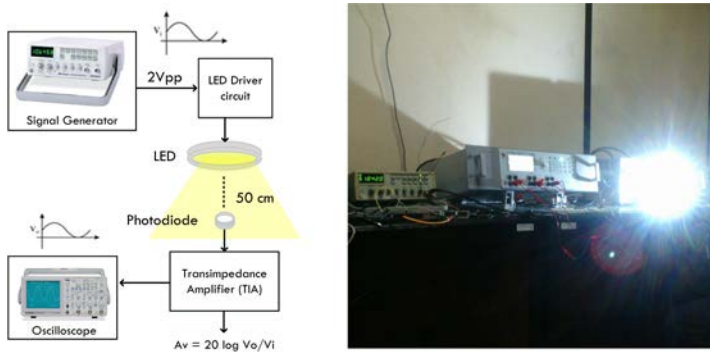 Vi
2Vpp
LED Driver
circuit
Signal Generator
LED
50 cm
Photodiode
Vo
Transimpedance
Amplifier (TIA)
Oscilloscope
Av = 20 log Vo/Vi